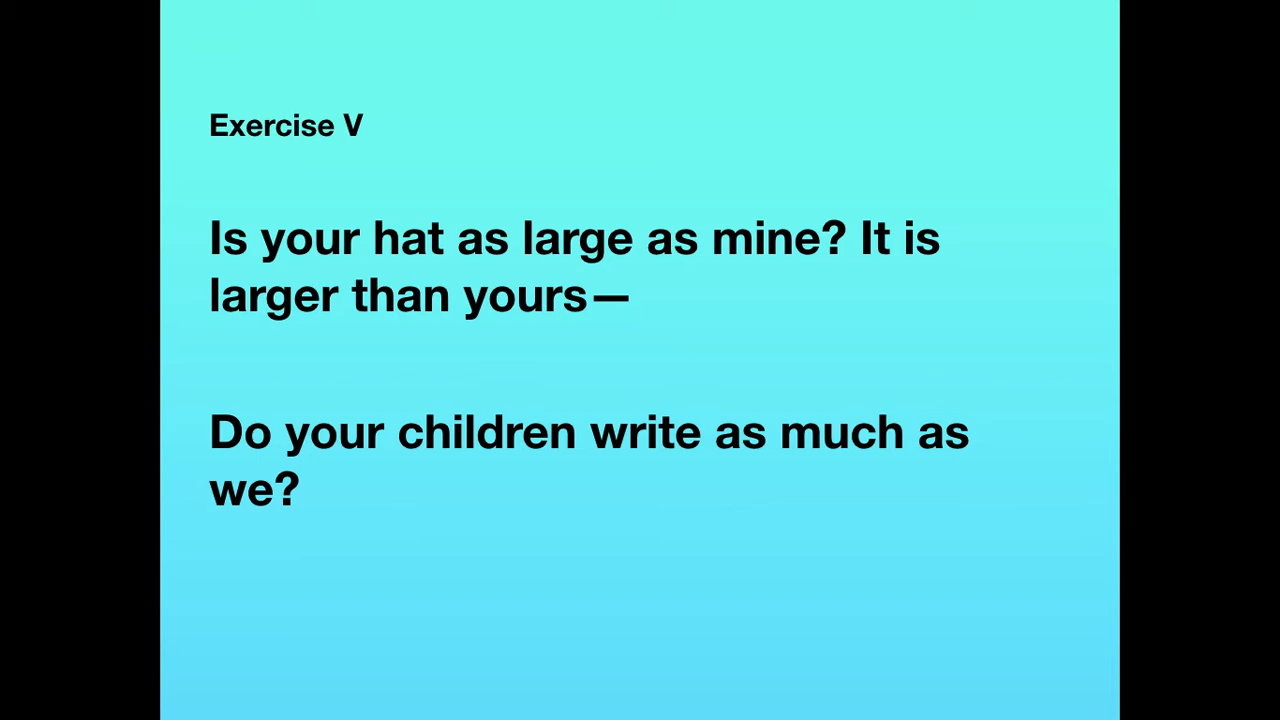 Exercise V
Is your hat as large as mine? It is
larger than yours—
Do your children write as much as
we?